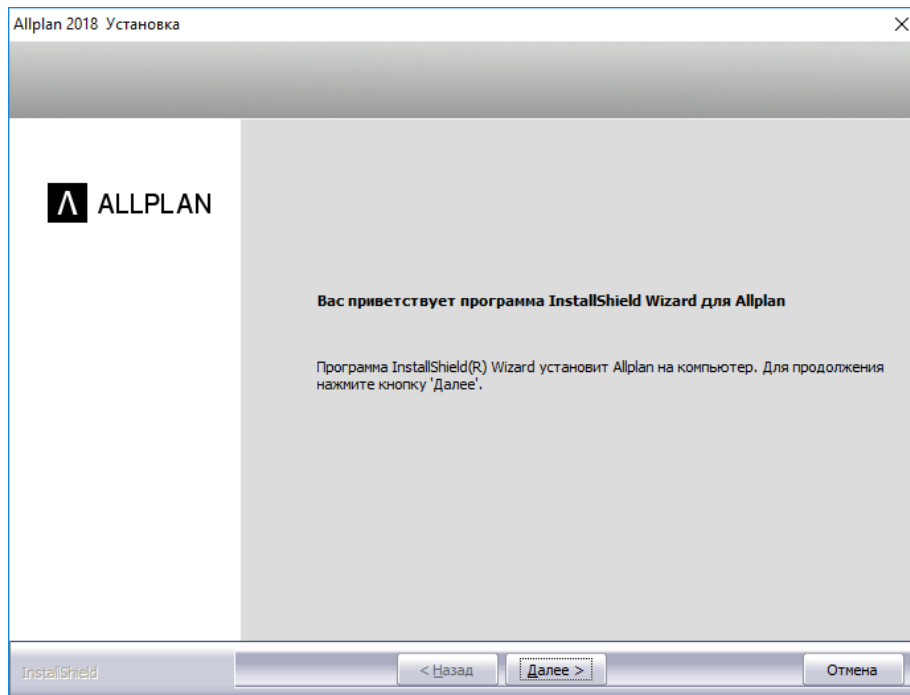 Allplan 2018 Установка
ALLPLAN
Вас приветствует программа InstallShield Wizard для Allplan
Программа InstallShield(R) Wizard установит Allplan на компьютер. Для продолжения
нажмите кнопку 'Далее'.
InstallShield
< Назад
Далее >
Отмена